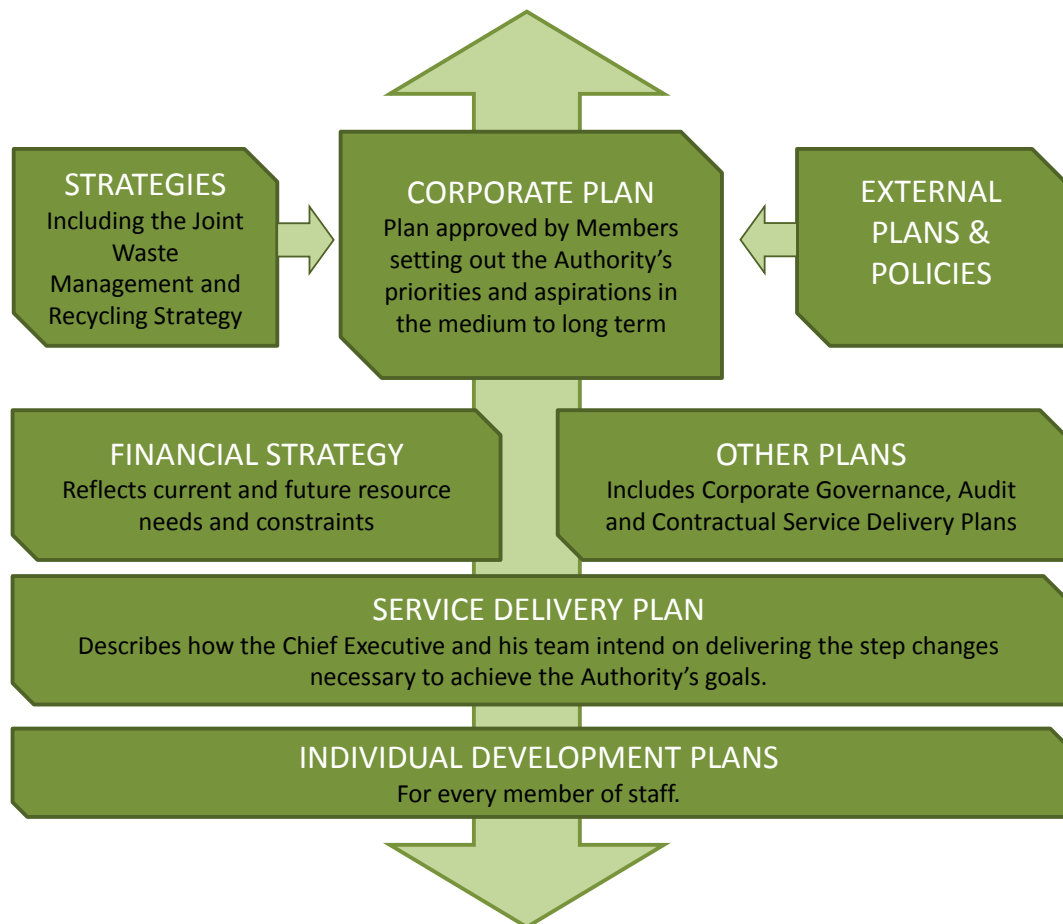 STRATEGIES
Including the Joint
Waste
Management and
Recycling Strategy
CORPORATE PLAN
Plan approved by Members
setting out the Authority's
priorities and aspirations in
the medium to long term
EXTERNAL
PLANS &
POLICIES
FINANCIAL STRATEGY
Reflects current and future resource
needs and constraints
OTHER PLANS
Includes Corporate Governance, Audit
and Contractual Service Delivery Plans
SERVICE DELIVERY PLAN
Describes how the Chief Executive and his team intend on delivering the step changes
necessary to achieve the Authority's goals.
INDIVIDUAL DEVELOPMENT PLANS
For every member of staff.